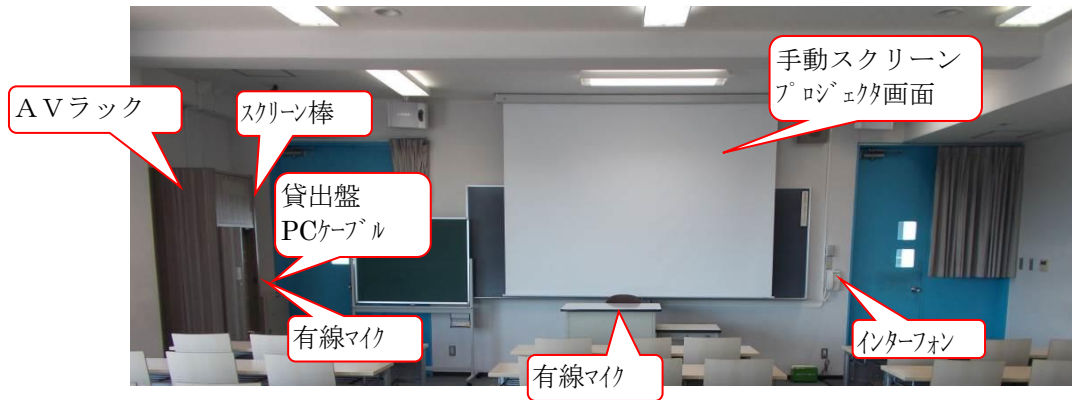 手動スクリーン
プロジェクタ画面
AVラック
スクリーン棒
貸出盤
PCケーブル
有線マイク
有線マイク
インターフォン